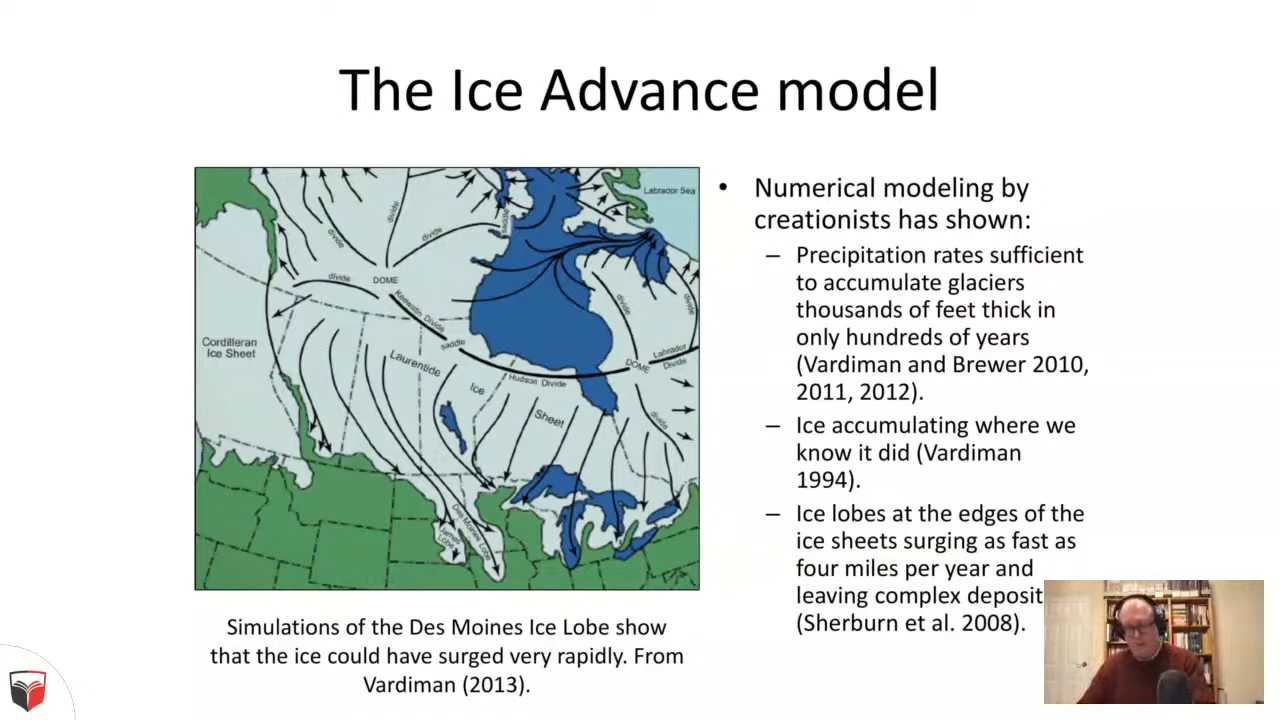 The Ice Advance model
Labrador Sea
divide
divide
divide
divide
DOME
Keewatin Divide
saddle
Cordilleran
Ice Sheet
Laurentide
Ice
Sheet
Hudson Divide
divide
divide
DOME
Labrador
Divide
divide
Des Moines Lobe
James
Lobe
Simulations of the Des Moines Ice Lobe show
that the ice could have surged very rapidly. From
Vardiman (2013).
• Numerical modeling by
creationists has shown:
– Precipitation rates sufficient
to accumulate glaciers
thousands of feet thick in
only hundreds of years
(Vardiman and Brewer 2010,
2011, 2012).
– Ice accumulating where we
know it did (Vardiman
1994).
– Ice lobes at the edges of the
ice sheets surging as fast as
four miles per year and
leaving complex deposit
(Sherburn et al. 2008).